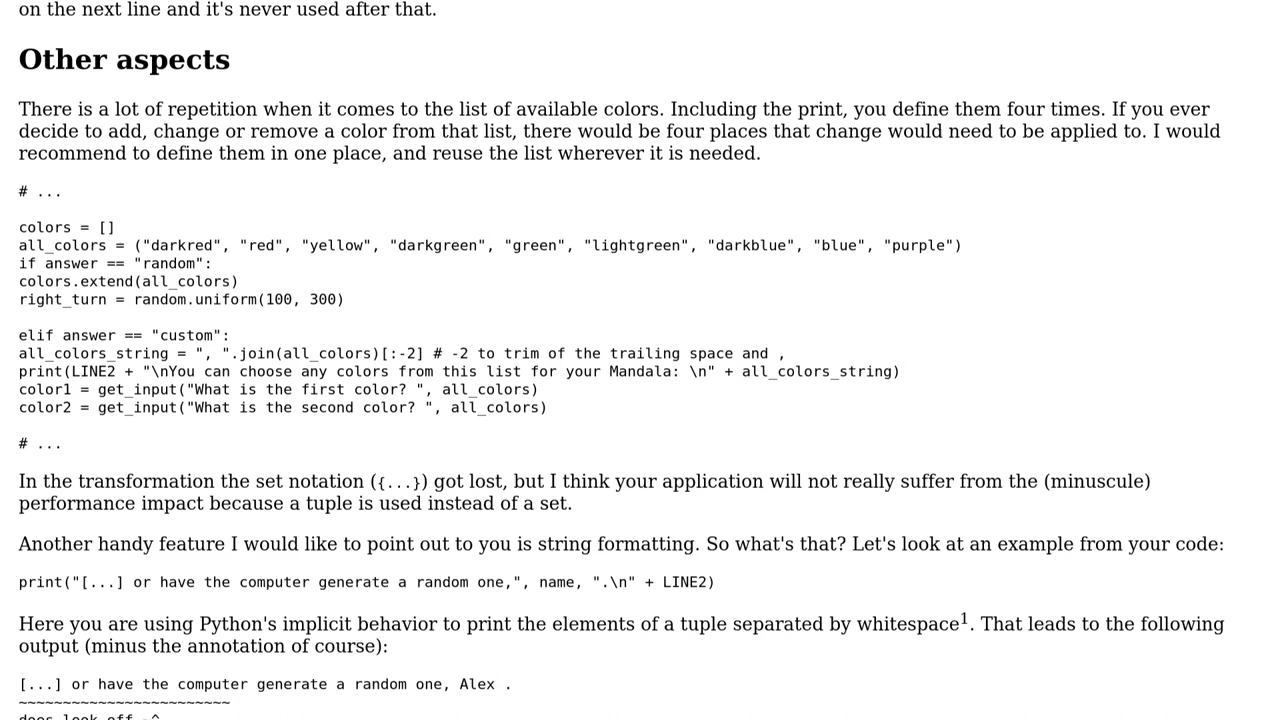 on the next line and it's never used after that.
Other aspects
There is a lot of repetition when it comes to the list of available colors. Including the print, you define them four times. If you ever
decide to add, change or remove a color from that list, there would be four places that change would need to be applied to. I would
recommend to define them in one place, and reuse the list wherever it is needed.
# ...
colors = []
all_colors = ("darkred", "red", "yellow", "darkgreen", "green", "lightgreen", "darkblue", "blue", "purple")
if answer == "random":
colors.extend(all_colors)
right_turn = random.uniform(100, 300)
elif answer == "custom":
all_colors_string = ", ".join(all_colors)[:-2] # -2 to trim of the trailing space and ,
print(LINE2 + "\nYou can choose any colors from this list for your Mandala: \n" + all_colors_string)
color1 = get_input("What is the first color? ", all_colors)
color2 = get_input("What is the second color? ", all_colors)
# ...
In the transformation the set notation ({...}) got lost, but I think your application will not really suffer from the (minuscule)
performance impact because a tuple is used instead of a set.
Another handy feature I would like to point out to you is string formatting. So what's that? Let's look at an example from your code:
print("[...] or have the computer generate a random one,", name, ".\n" + LINE2)
Here you are using Python's implicit behavior to print the elements of a tuple separated by whitespace1. That leads to the following
output (minus the annotation of course):
[...] or have the computer generate a random one, Alex .
~~~~~~~~~~~~~~~~~~~~~~~~
does look off -^